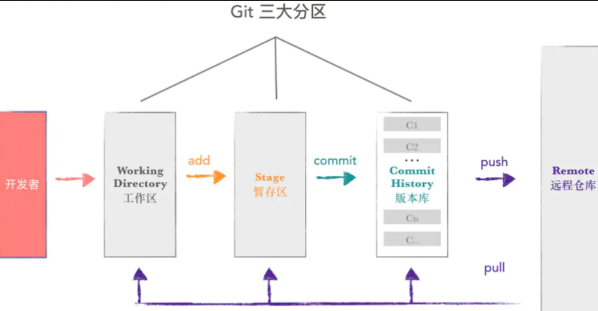 Git 三大分区
开发者
Working
Directory
工作区
add
Stage
暂存区
commit
C1
C2
...
Commit
History
版本库
Cn
C..
push
Remote
远程仓库
pull